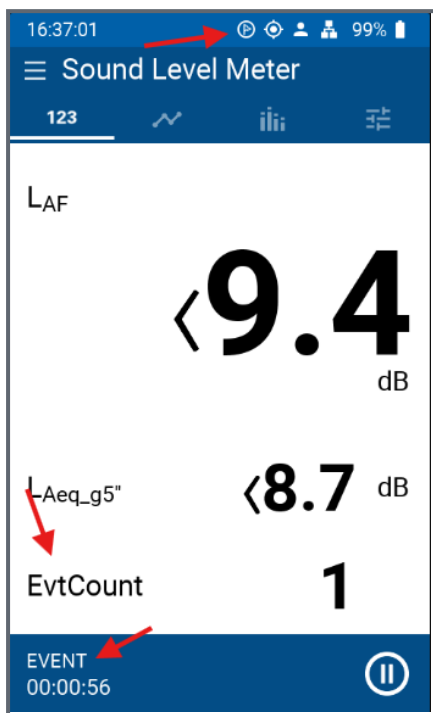 16:37:01 P 99%
Sound Level Meter
123
LAF
<9.4
dB
LAeq_g5" <8.7 dB
EvtCount 1
EVENT
00:00:56